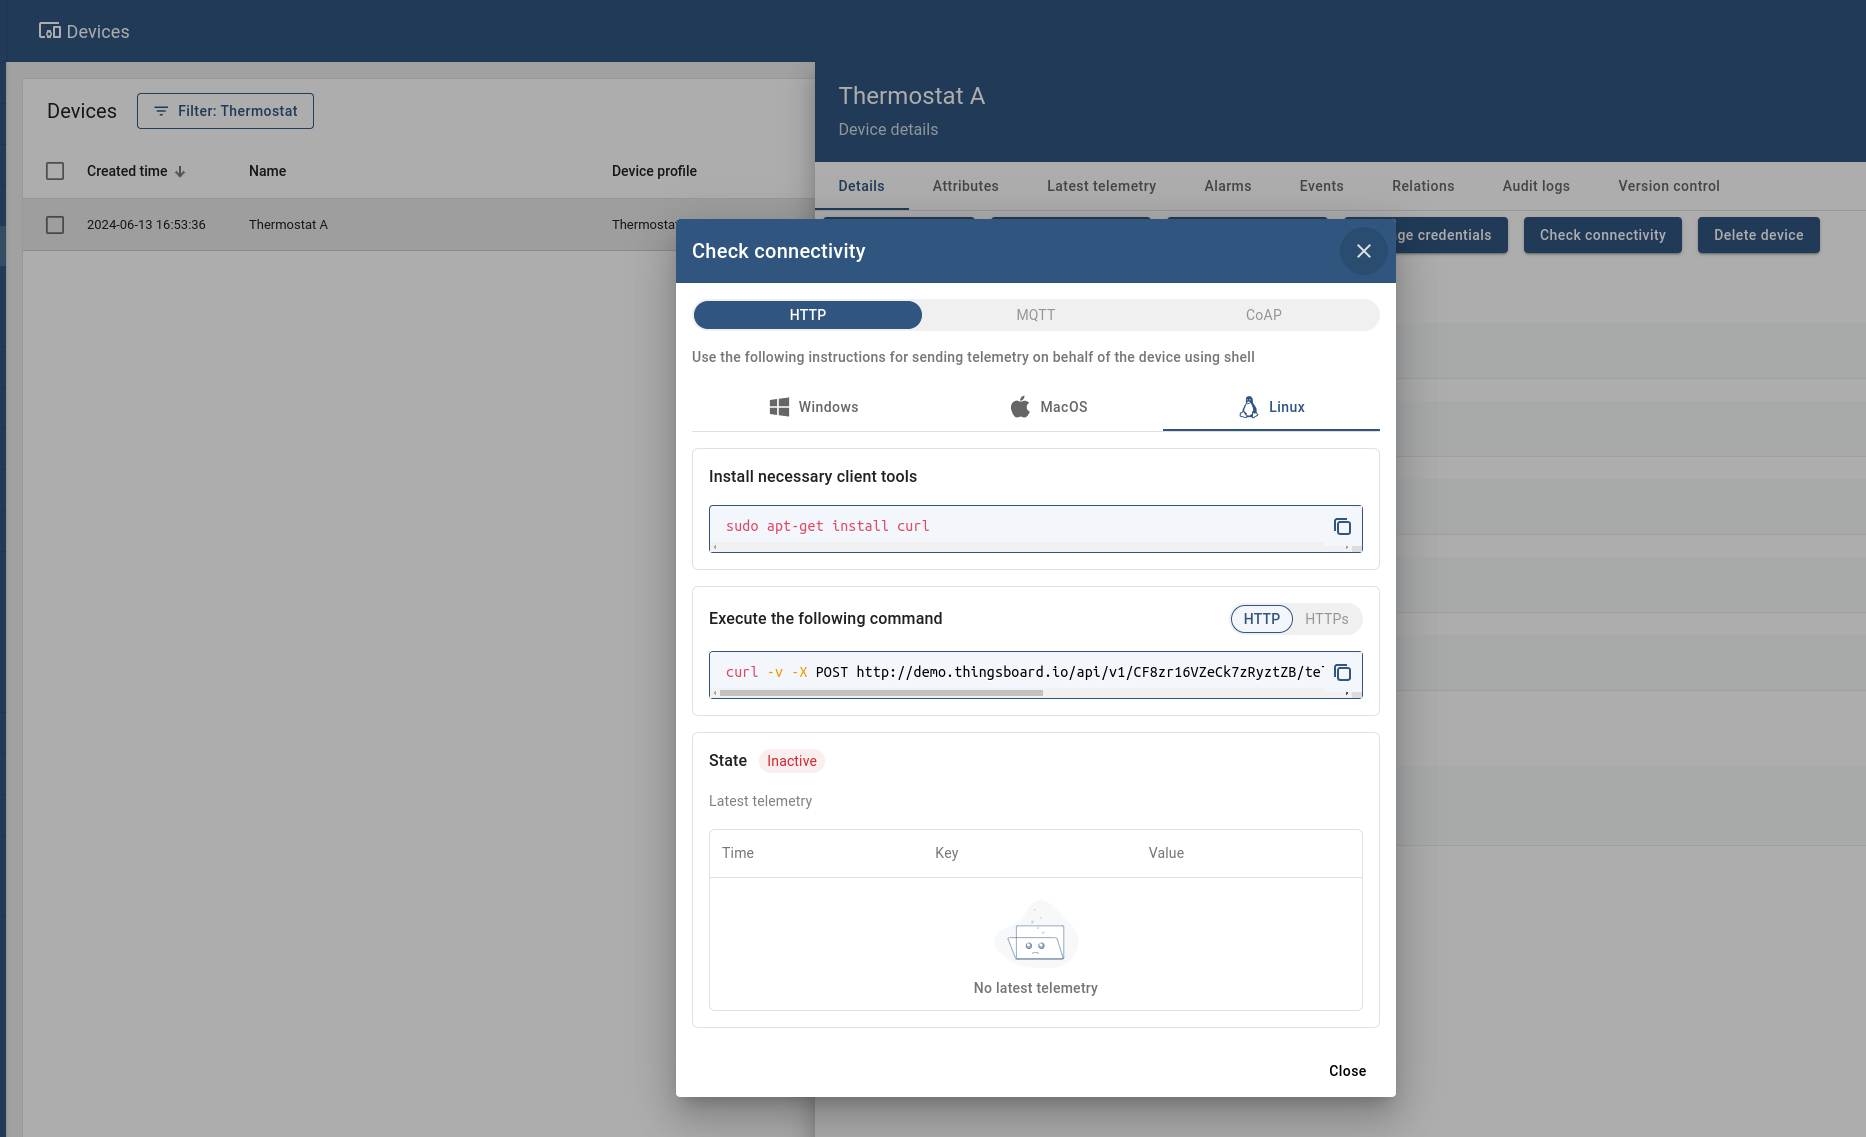 Devices
Devices
Filter: Thermostat
Created time
Name
Device profile
2024-06-13 16:53:36
Thermostat A
Thermostat A
Device details
Details
Attributes
Latest telemetry
Alarms
Events
Relations
Audit logs
Version control
credentials
Check connectivity
Delete device
Check connectivity
HTTP
MQTT
CoAP
Use the following instructions for sending telemetry on behalf of the device using shell
Windows
MacOS
Linux
Install necessary client tools
sudo apt-get install curl
Execute the following command
HTTP
HTTPs
curl -v -X POST http://demo.thingsboard.io/api/v1/CF8zr16VZeCk7zRyztZB/te
State
Inactive
Latest telemetry
Time
Key
Value
No latest telemetry
Close